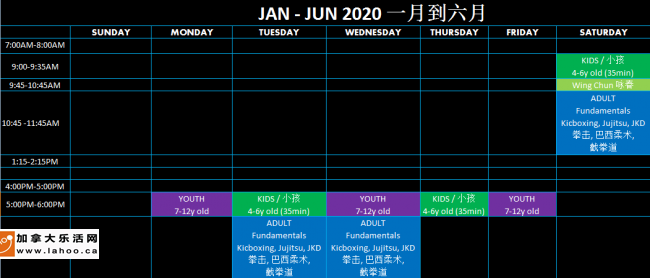 JAN - JUN 2020 一月到六月
SUNDAY MONDAY TUESDAY WEDNESDAY THURSDAY FRIDAY SATURDAY
7:00AM-8:00AM
9:00-9:35AM
KIDS / 小孩
4-6y old (35min)
9:45-10:45AM
Wing Chun 咏春
10:45 -11:45AM
ADULT
Fundamentals
Kicboxing, Jujitsu, JKD
拳击, 巴西柔术,
截拳道
1:15-2:15PM
4:00PM-5:00PM
5:00PM-6:00PM
YOUTH
7-12y old
KIDS / 小孩
4-6y old (35min)
YOUTH
7-12y old
KIDS / 小孩
4-6y old (35min)
YOUTH
7-12y old
ADULT
Fundamentals
Kicboxing, Jujitsu, JKD
拳击, 巴西柔术,
截拳道
ADULT
Fundamentals
Kicboxing, Jujitsu, JKD
拳击, 巴西柔术,
截拳道
加拿大乐活网
www.lahoo.ca